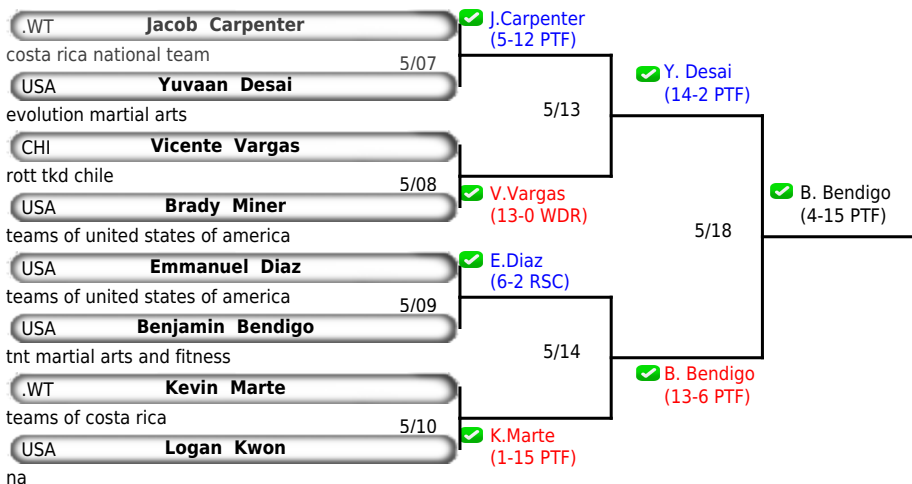 .WT Jacob Carpenter
costa rica national team
5/07
USA Yuvaan Desai
evolution martial arts
CHI Vicente Vargas
rott tkd chile
5/08
USA Brady Miner
teams of united states of america
USA Emmanuel Diaz
teams of united states of america
5/09
USA Benjamin Bendigo
tnt martial arts and fitness
.WT Kevin Marte
teams of costa rica
5/10
USA Logan Kwon
na
J.Carpenter
(5-12 PTF)
V.Vargas
(13-0 WDR)
E.Diaz
(6-2 RSC)
K.Marte
(1-15 PTF)
5/13
5/14
Y. Desai
(14-2 PTF)
B. Bendigo
(13-6 PTF)
5/18
B. Bendigo
(4-15 PTF)